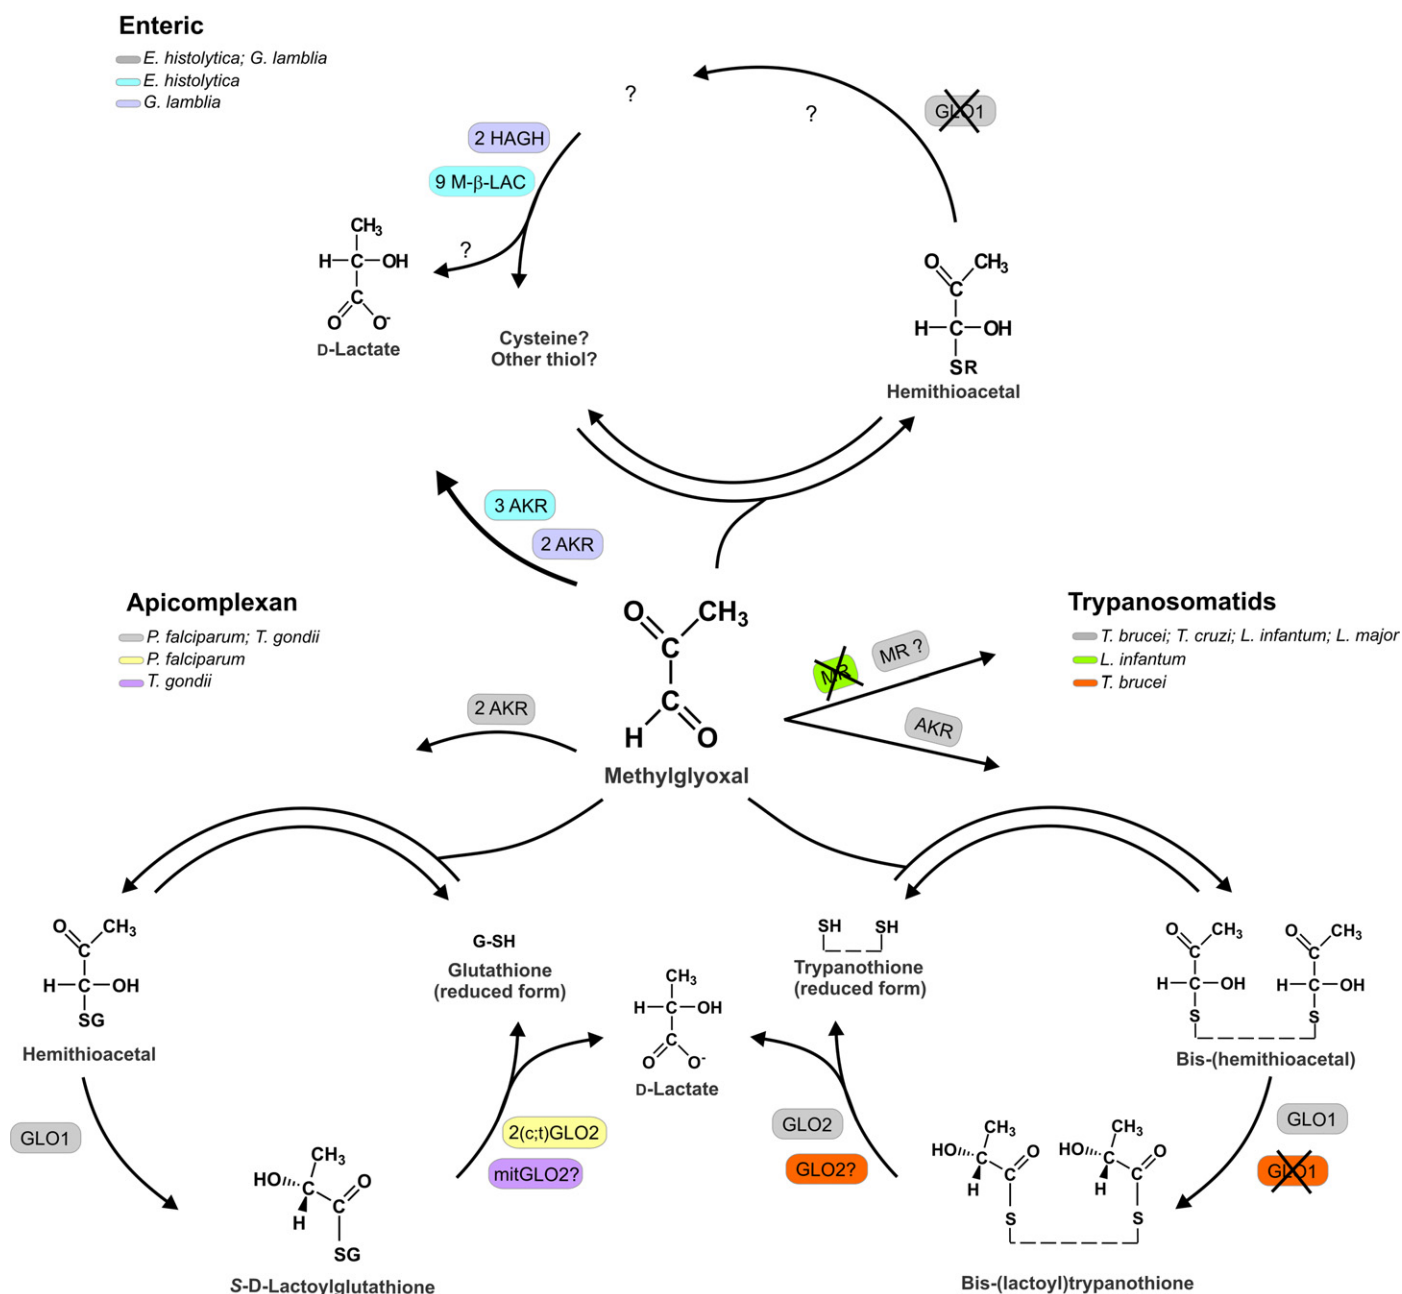 Enteric
E. histolytica; G. lamblia
E. histolytica
G. lamblia
?
?
GLO1
2 HAGH
9 M-β-LAC
?
CH3
H—C—OH
C
O O-
D-Lactate
Cysteine?
Other thiol?
O CH3
C
H—C—OH
SR
Hemithioacetal
3 AKR
2 AKR
Apicomplexan
P. falciparum; T. gondii
P. falciparum
T. gondii
2 AKR
O CH3
C
C
H O
Methylglyoxal
Trypanosomatids
T. brucei; T. cruzi; L. infantum; L. major
L. infantum
T. brucei
MR
MR ?
AKR
O CH3
C
H—C—OH
SG
Hemithioacetal
G-SH
Glutathione
(reduced form)
CH3
H—C—OH
C
O O-
D-Lactate
SH SH
Trypanothione
(reduced form)
O CH3 O CH3
C C
H—C—OH H—C—OH
S S
Bis-(hemithioacetal)
GLO1
CH3
HO C O
H C
SG
S-D-Lactoylglutathione
2(c;t)GLO2
mitGLO2?
GLO2
GLO2?
CH3 CH3
HO C O HO C O
H C H C
S S
Bis-(lactoyl)trypanothione
GLO1
GLO1